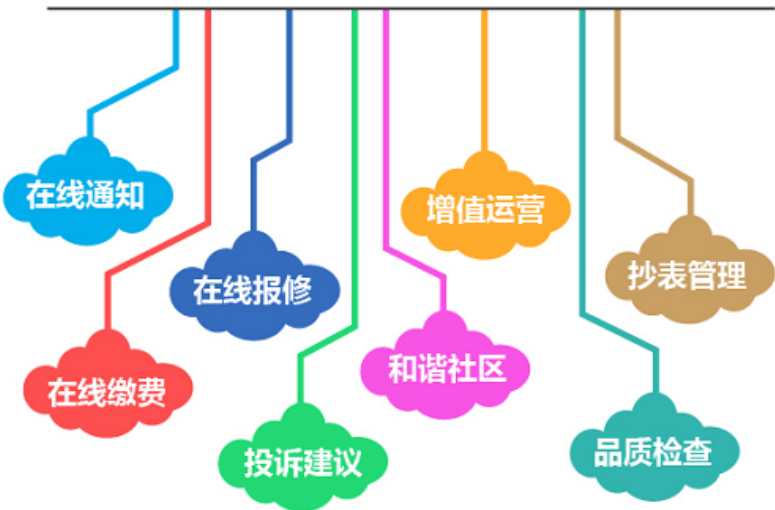 在线通知
增值运营
抄表管理
在线报修
和谐社区
在线缴费
投诉建议
品质检查